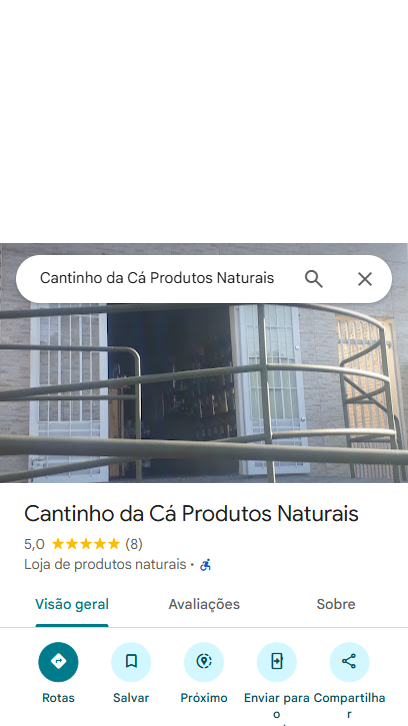 Cantinho da Cá Produtos Naturais
Cantinho da Cá Produtos Naturais
5,0 (8)
Loja de produtos naturais ·
Visão geral Avaliações Sobre
Rotas Salvar Próximo Enviar para o Compartilhar